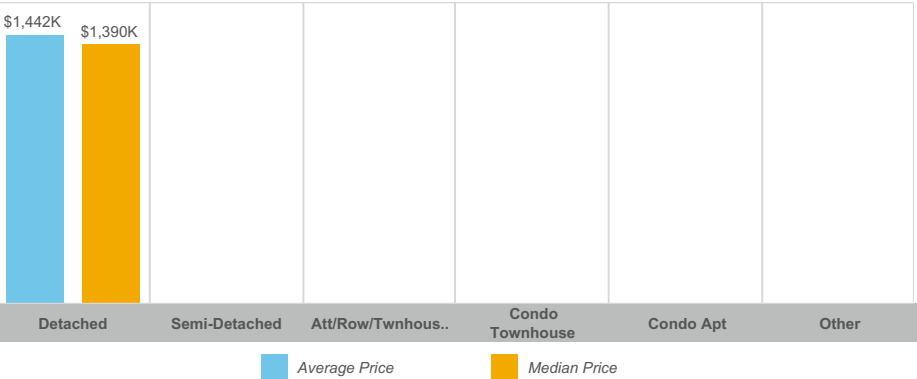 $1,442K
$1,390K
Detached
Semi-Detached
Att/Row/Twnhous..
Condo
Townhouse
Condo Apt
Other
Average Price
Median Price